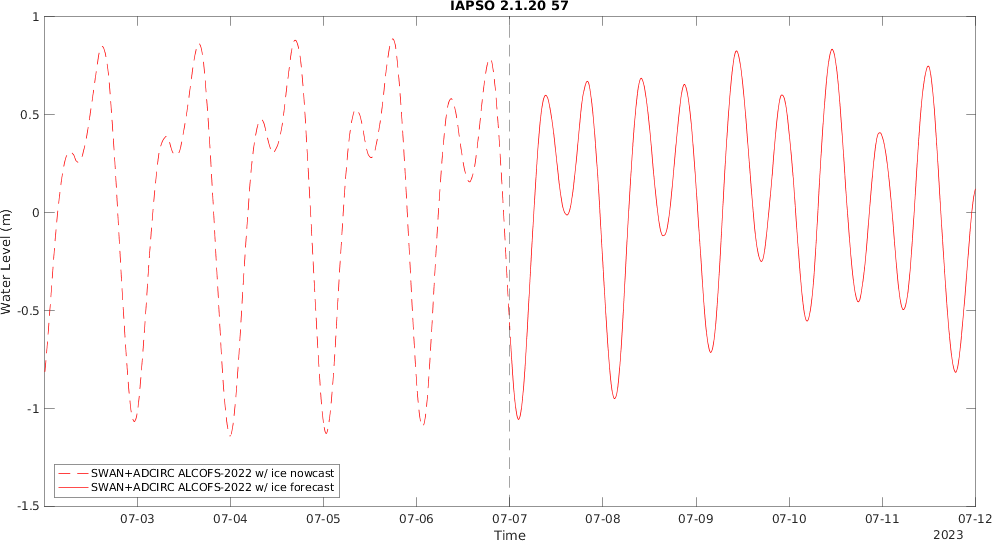 IAPSO 2.1.20 57
1
0.5
0
-0.5
-1
-1.5
Water Level (m)
SWAN+ADCIRC ALCOFS-2022 w/ ice nowcast
SWAN+ADCIRC ALCOFS-2022 w/ ice forecast
07-03 07-04 07-05 07-06 07-07 07-08 07-09 07-10 07-11 07-12
Time
2023